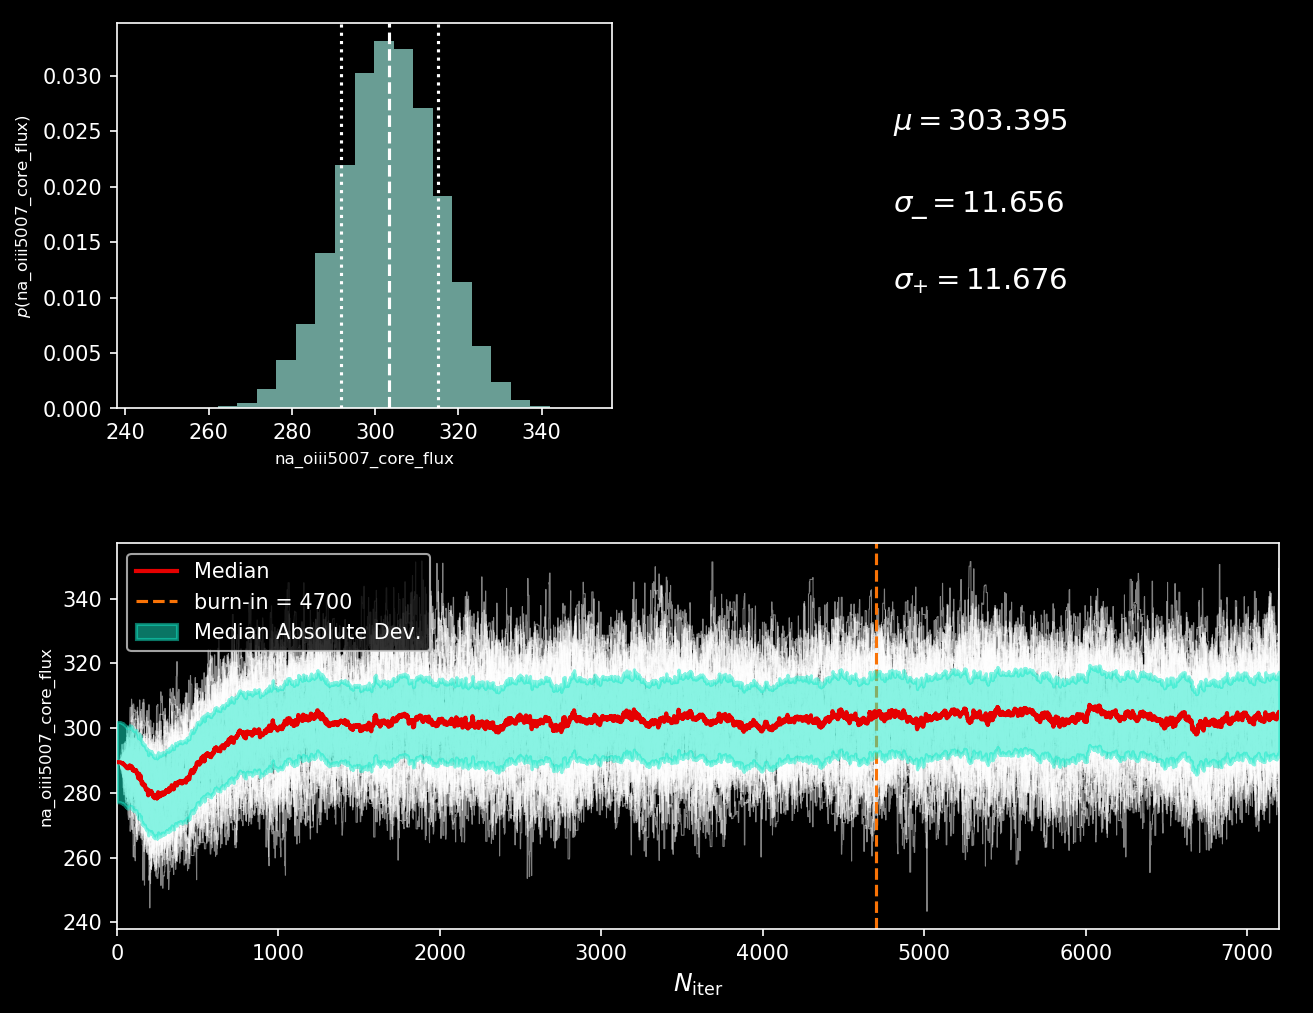 0.030
0.025
0.020
0.015
0.010
0.005
0.000
p(na_oiii5007_core_flux)
240 260 280 300 320 340
na_oiii5007_core_flux
μ = 303.395
σ_ = 11.656
σ+ = 11.676
Median
burn-in = 4700
Median Absolute Dev.
340
320
300
280
260
240
na_oiii5007_core_flux
0 1000 2000 3000 4000 5000 6000 7000
Niter